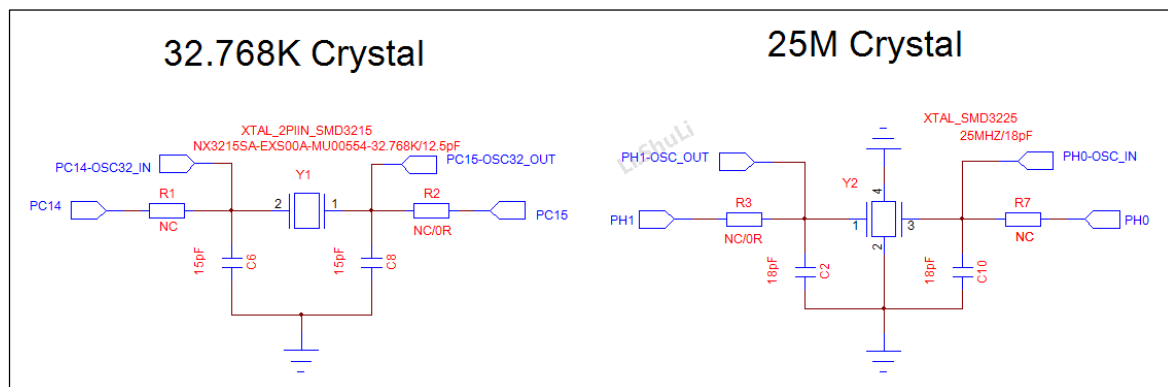 32.768K Crystal
25M Crystal
XTAL_2PIIN_SMD3215
NX3215SA-EXS00A-MU00554-32.768K/12.5pF
PC14-OSC32_IN
PC15-OSC32_OUT
Y1
R1
R2
PC14
2
1
PC15
NC
NC/0R
15pF
C6
15pF
C8
LiShuLi
XTAL_SMD3225
25MHZ/18pF
PH1-OSC_OUT
PH0-OSC_IN
Y2
4
R3
R7
PH1
1
3
PH0
NC/0R
2
NC
18pF
C2
18pF
C10